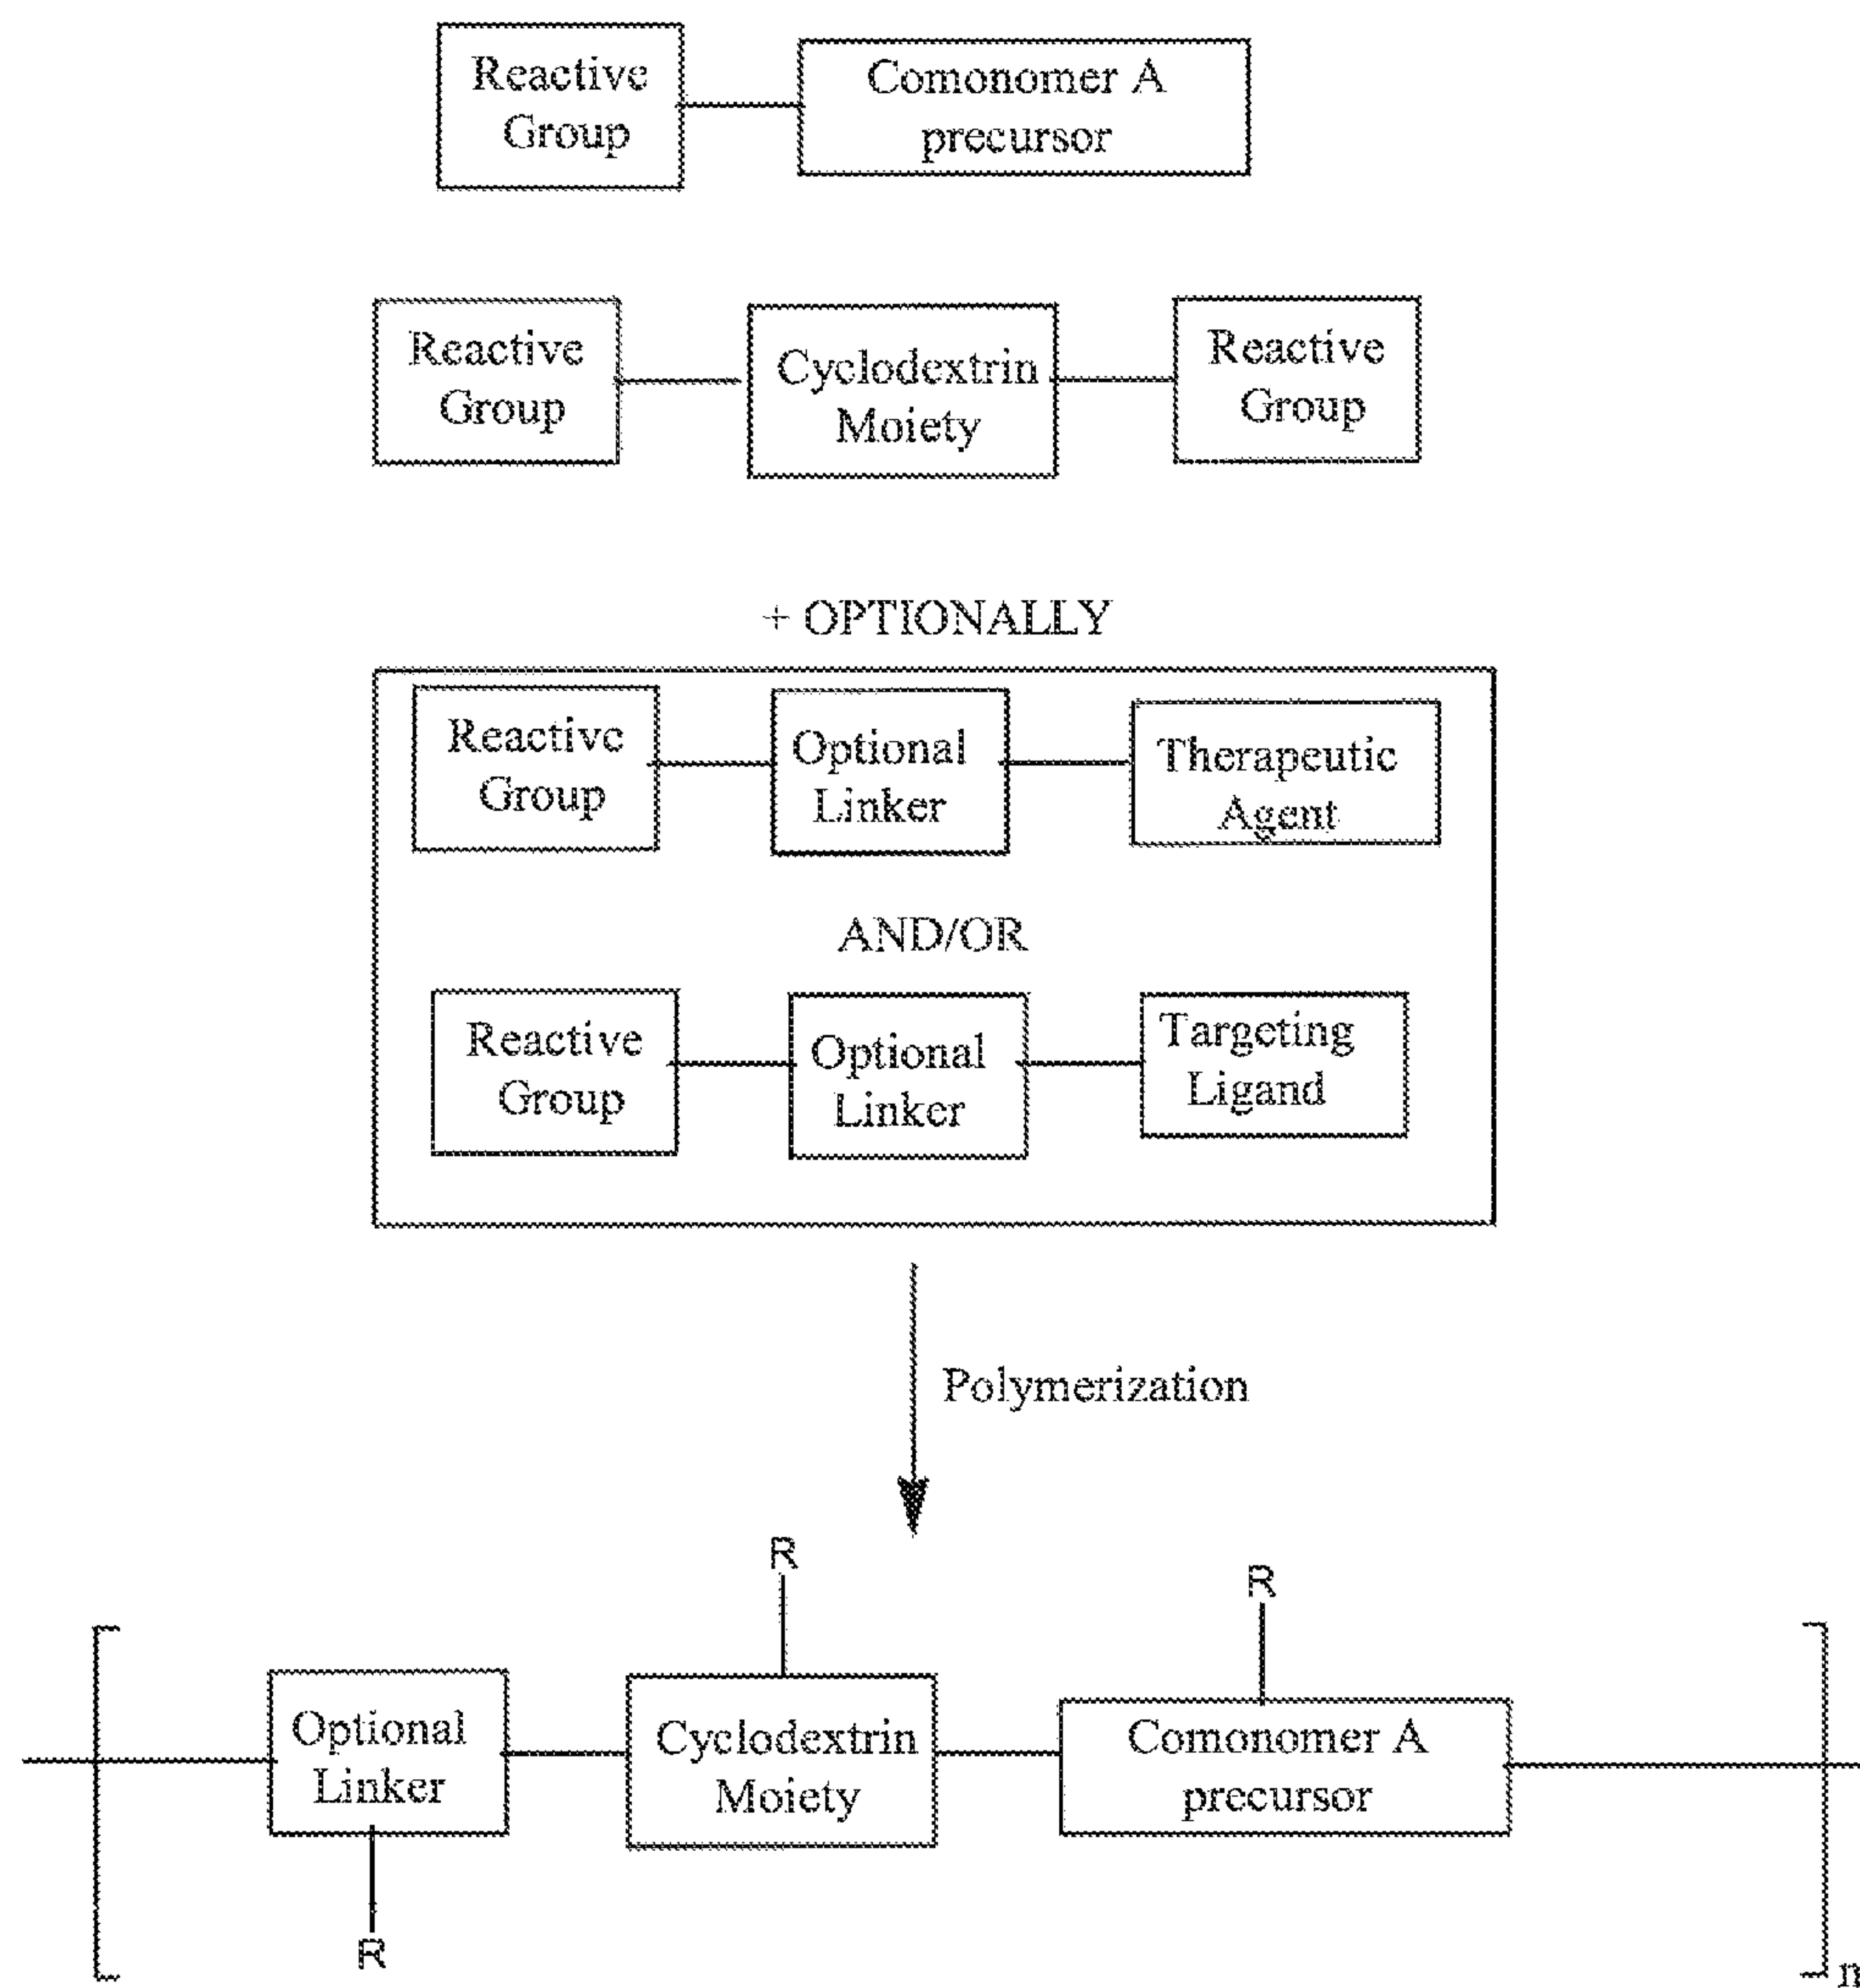 Reactive
Group
Comonomer A
precursor
Reactive
Group
Cyclodextrin
Moiety
Reactive
Group
+ OPTIONALLY
Reactive
Group
Optional
Linker
Therapeutic
Agent
AND/OR
Reactive
Group
Optional
Linker
Targeting
Ligand
Polymerization
R
R
Optional
Linker
Cyclodextrin
Moiety
Comonomer A
precursor
R
n